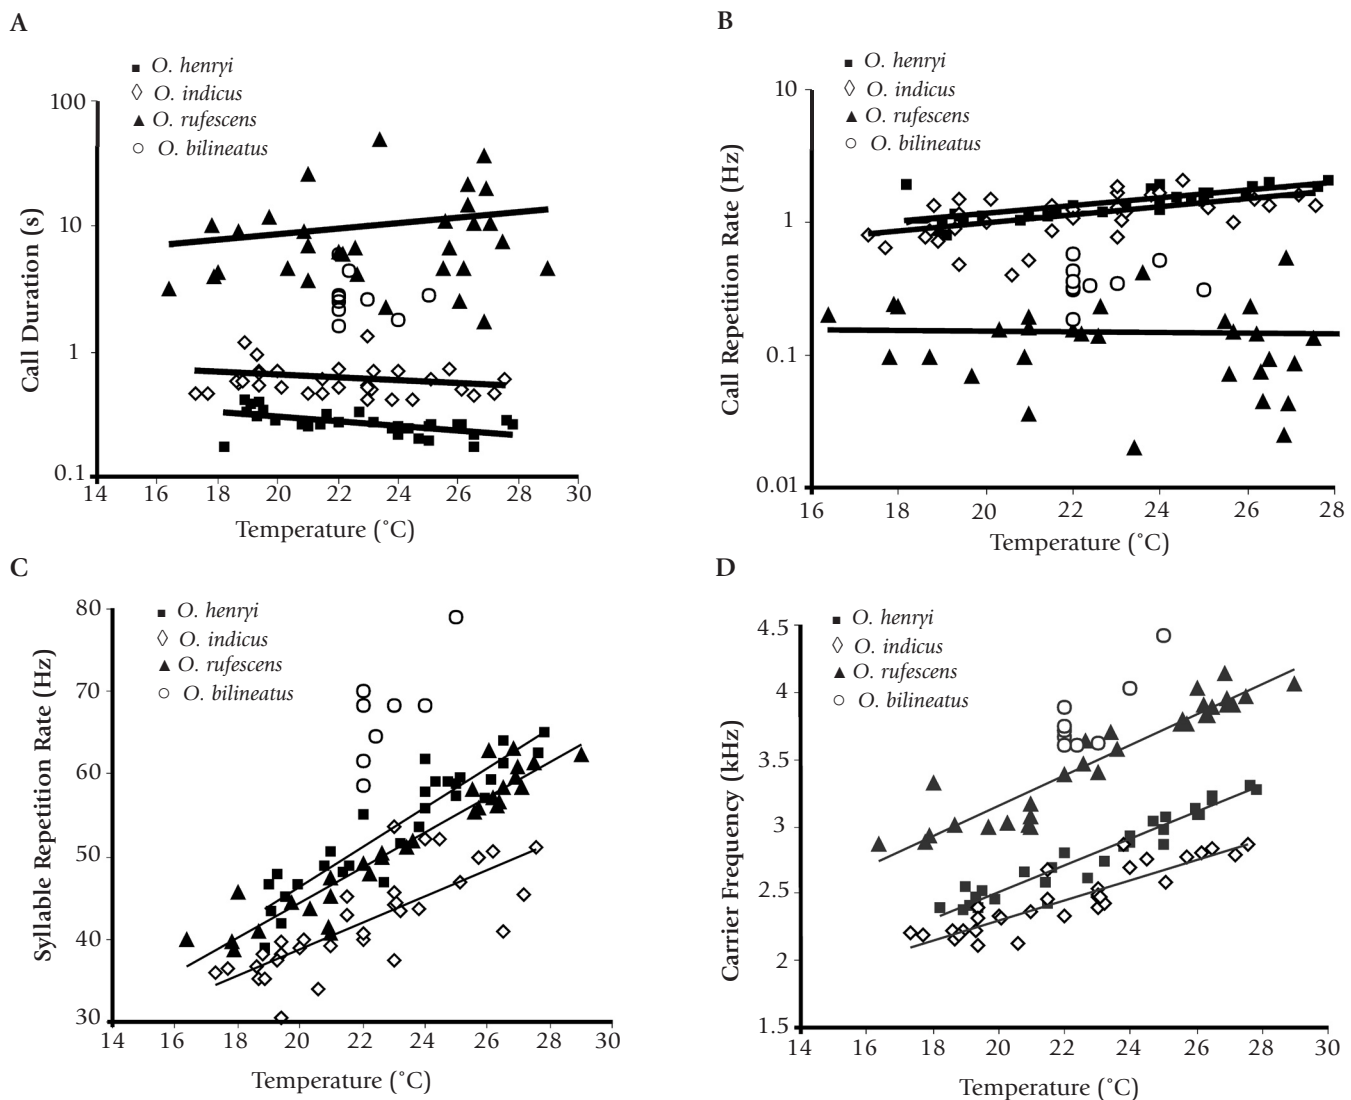 A
O. henryi
O. indicus
O. rufescens
O. bilineatus
100
10
1
0.1
14 16 18 20 22 24 26 28 30
Call Duration (s)
Temperature (˚C)
B
O. henryi
O. indicus
O. rufescens
O. bilineatus
10
1
0.1
0.01
16 18 20 22 24 26 28
Call Repetition Rate (Hz)
Temperature (˚C)
C
O. henryi
O. indicus
O. rufescens
O. bilineatus
80
70
60
50
40
30
14 16 18 20 22 24 26 28 30
Syllable Repetition Rate (Hz)
Temperature (˚C)
D
O. henryi
O. indicus
O. rufescens
O. bilineatus
4.5
4
3.5
3
2.5
2
1.5
14 16 18 20 22 24 26 28 30
Carrier Frequency (kHz)
Temperature (˚C)